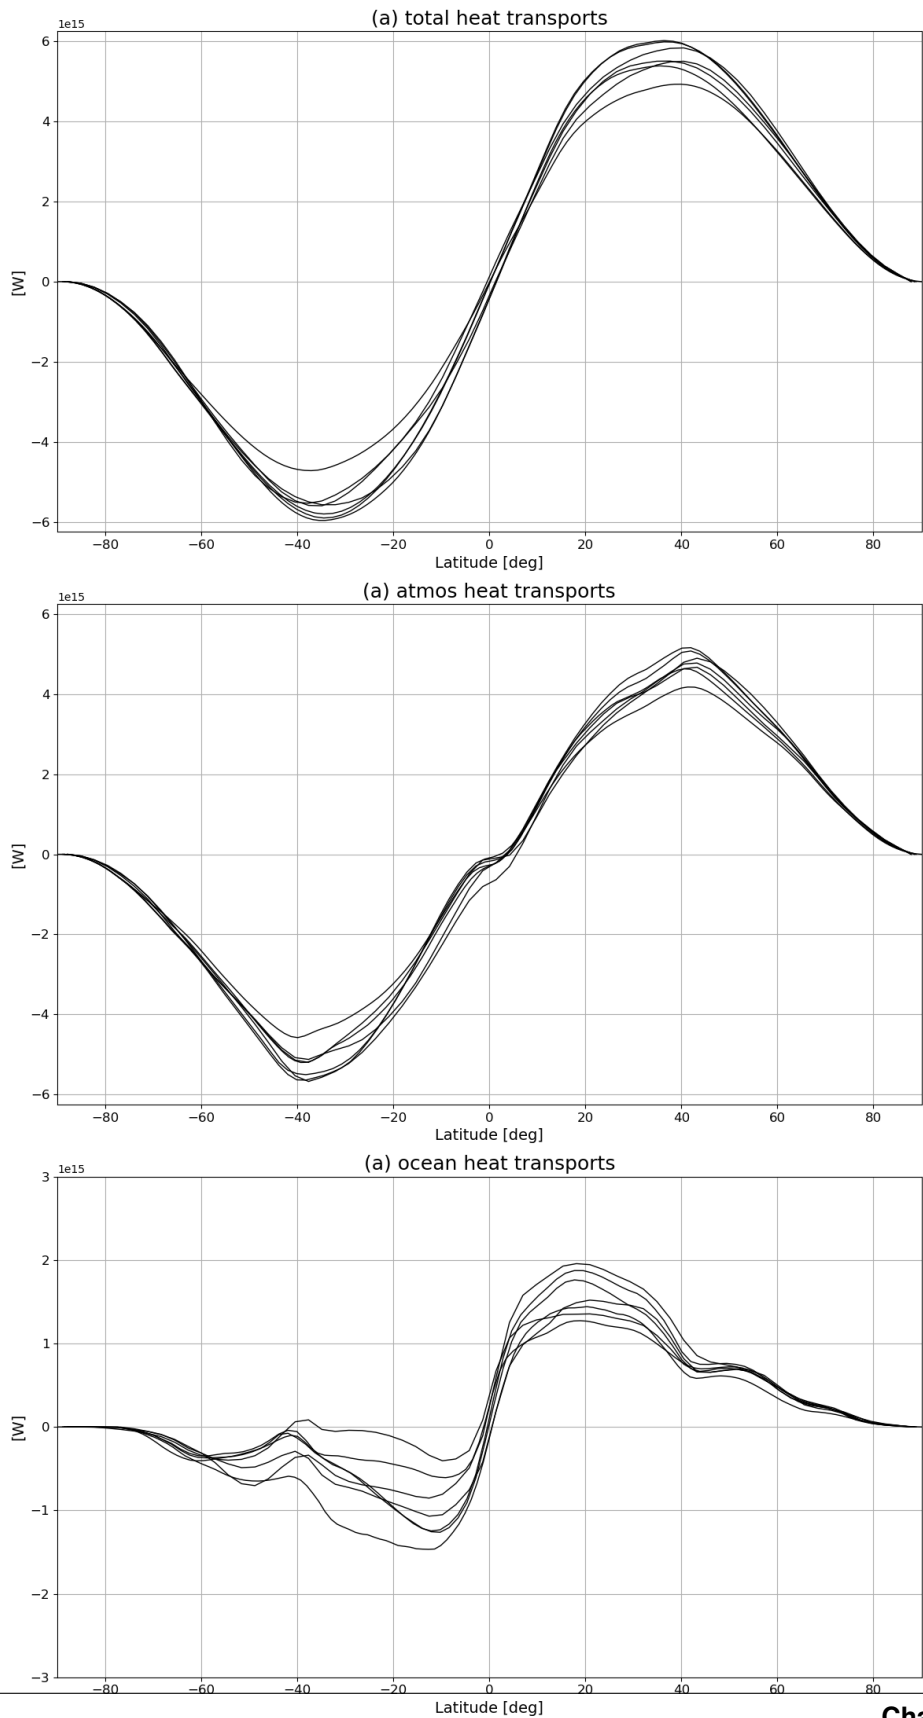 (a) total heat transports
1e15
6
4
2
0
−2
−4
−6
[W]
−80 −60 −40 −20 0 20 40 60 80
Latitude [deg]
(a) atmos heat transports
1e15
6
4
2
0
−2
−4
−6
[W]
−80 −60 −40 −20 0 20 40 60 80
Latitude [deg]
(a) ocean heat transports
1e15
3
2
1
0
−1
−2
−3
[W]
−80 −60 −40 −20 0 20 40 60 80
Latitude [deg]